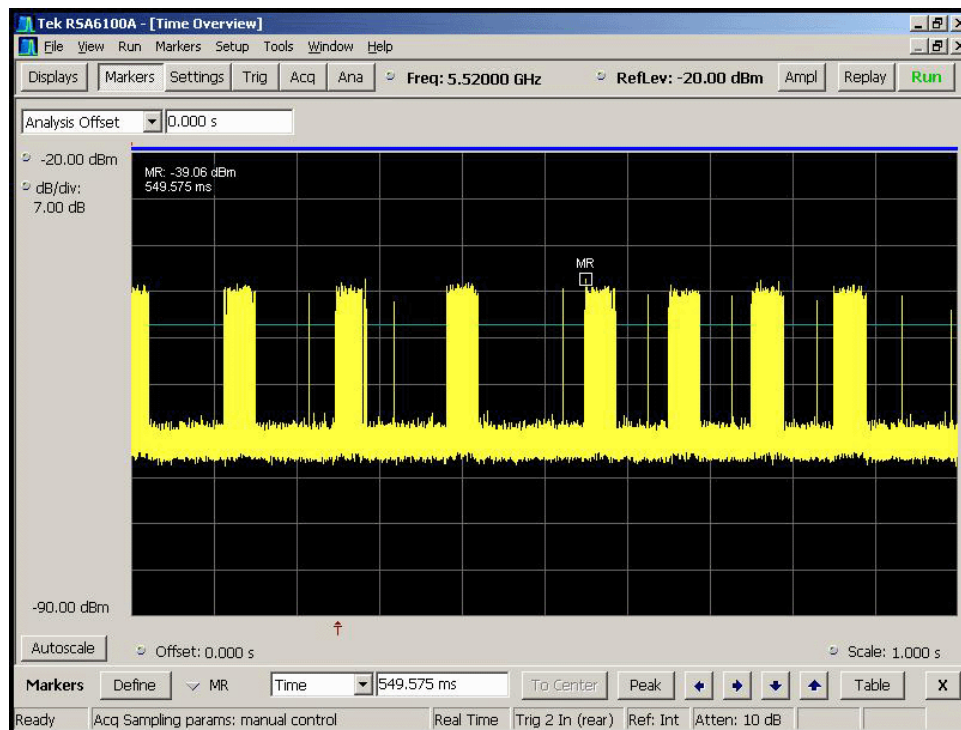 Tek RSA6100A - [Time Overview]
File View Run Markers Setup Tools Window Help
Displays Markers Settings Trig Acq Ana Freq: 5.52000 GHz RefLev: -20.00 dBm Ampl Replay Run
Analysis Offset 0.000 s
-20.00 dBm
dB/div:
7.00 dB
MR: -39.06 dBm
549.575 ms
MR
-90.00 dBm
Autoscale Offset: 0.000 s Scale: 1.000 s
Markers Define MR Time 549.575 ms To Center Peak Table X
Ready Acq Sampling params: manual control Real Time Trig 2 In (rear) Ref: Int Atten: 10 dB